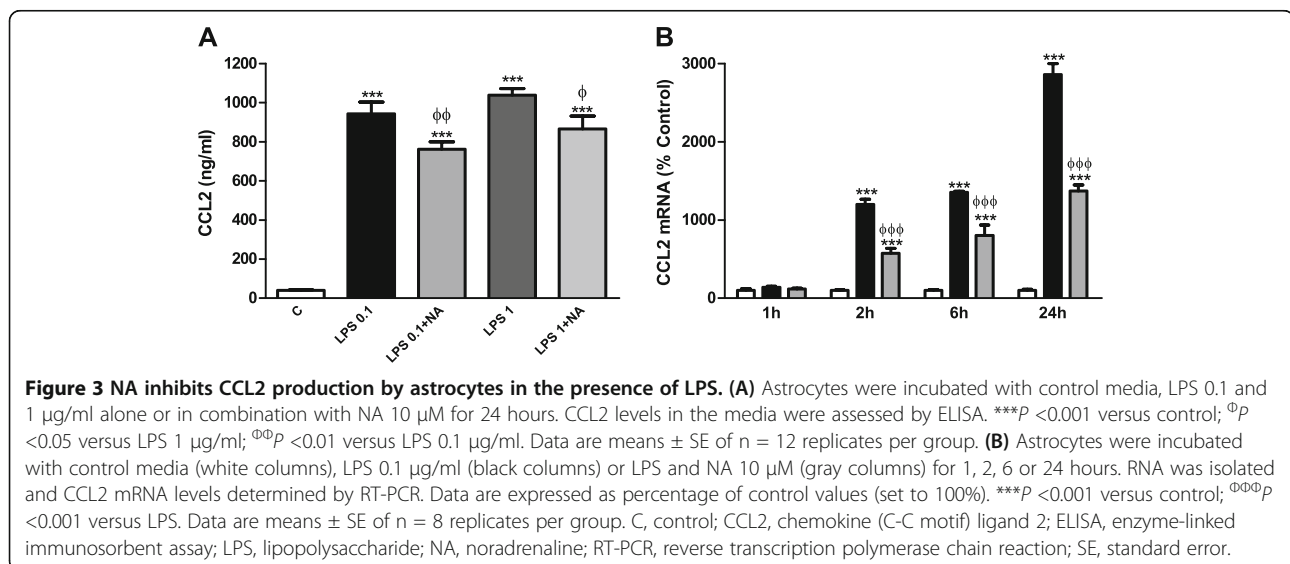 A
CCL2 (ng/ml)
1200
1000
800
600
400
200
0
***
ϕϕ
***
***
ϕ
***
C
LPS 0.1
LPS 0.1+NA
LPS 1
LPS 1+NA
B
CCL2 mRNA (% Control)
3000
2000
1000
0
***
ϕϕϕ
***
***
ϕϕϕ
***
***
ϕϕϕ
***
1h
2h
6h
24h
Figure 3 NA inhibits CCL2 production by astrocytes in the presence of LPS. (A) Astrocytes were incubated with control media, LPS 0.1 and
1 μg/ml alone or in combination with NA 10 μM for 24 hours. CCL2 levels in the media were assessed by ELISA. ***P <0.001 versus control; ΦP
<0.05 versus LPS 1 μg/ml; ΦΦP <0.01 versus LPS 0.1 μg/ml. Data are means ± SE of n = 12 replicates per group. (B) Astrocytes were incubated
with control media (white columns), LPS 0.1 μg/ml (black columns) or LPS and NA 10 μM (gray columns) for 1, 2, 6 or 24 hours. RNA was isolated
and CCL2 mRNA levels determined by RT-PCR. Data are expressed as percentage of control values (set to 100%). ***P <0.001 versus control; ΦΦΦP
<0.001 versus LPS. Data are means ± SE of n = 8 replicates per group. C, control; CCL2, chemokine (C-C motif) ligand 2; ELISA, enzyme-linked
immunosorbent assay; LPS, lipopolysaccharide; NA, noradrenaline; RT-PCR, reverse transcription polymerase chain reaction; SE, standard error.